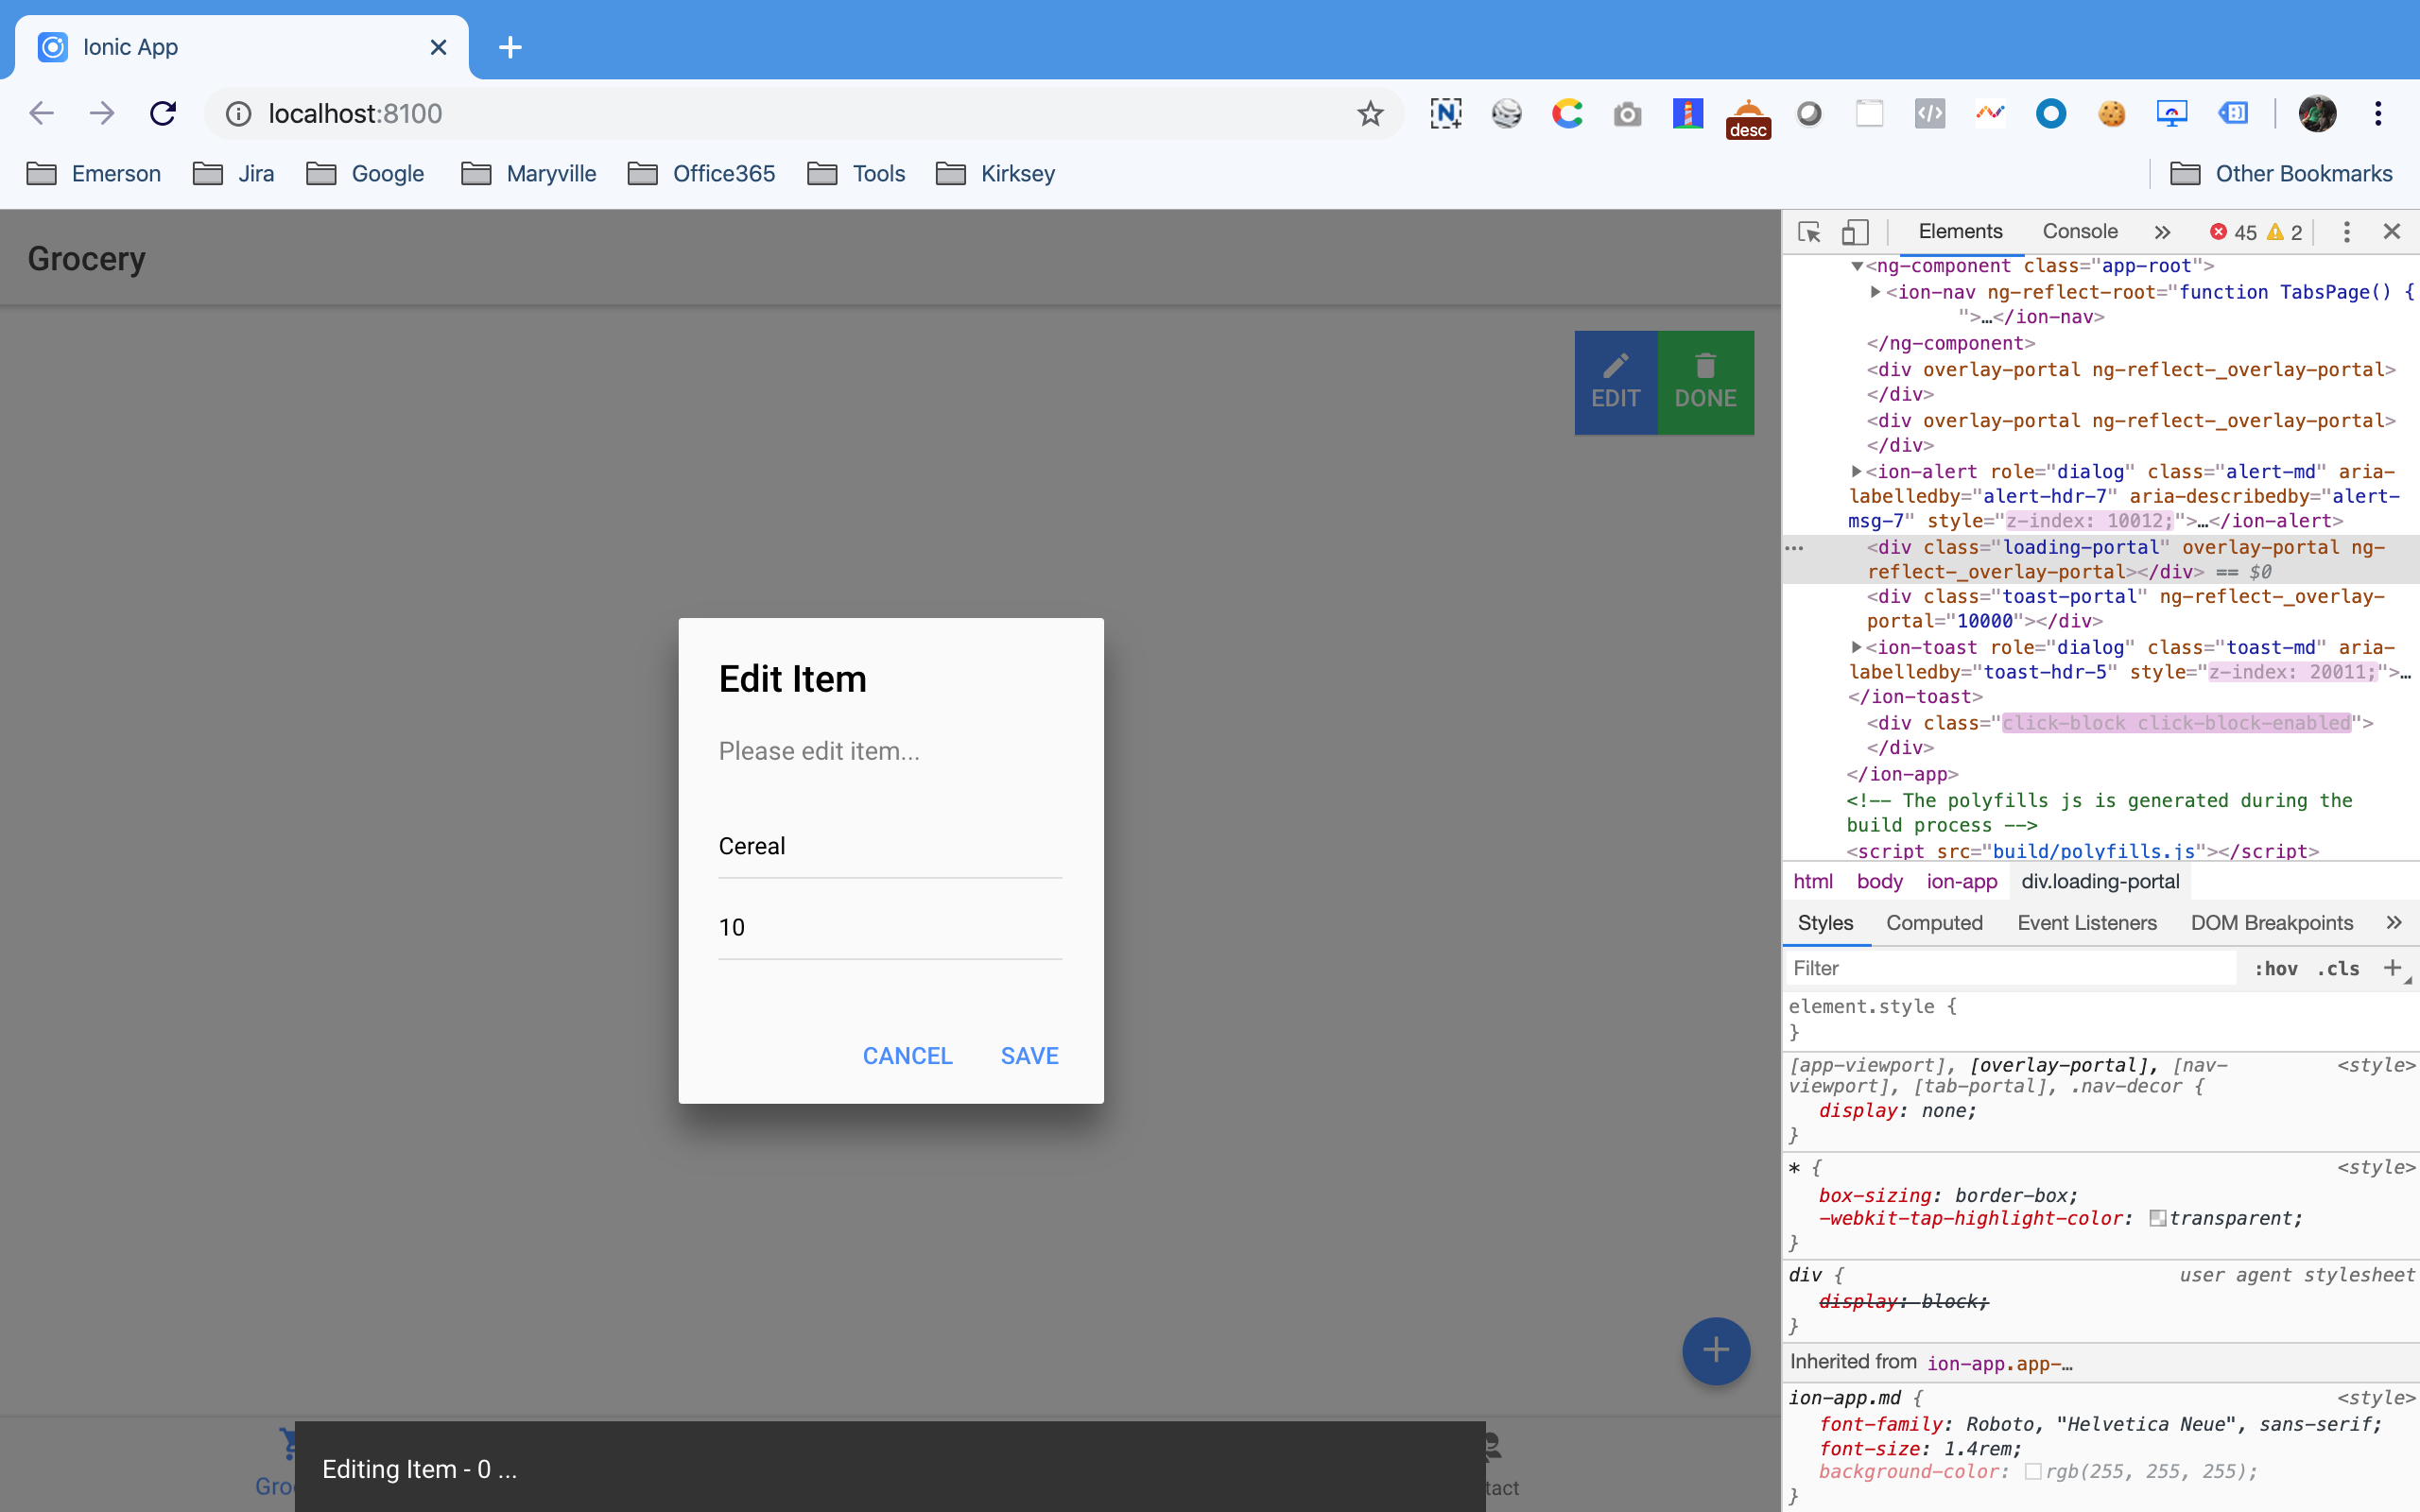 Ionic App
localhost:8100
desc
Emerson Jira Google Maryville Office365 Tools Kirksey Other Bookmarks
Grocery
EDIT DONE
Edit Item
Please edit item...
Cereal
10
CANCEL SAVE
Editing Item - 0 ...
Elements Console 45 2
<ng-component class="app-root">
<ion-nav ng-reflect-root="function TabsPage() {
">…</ion-nav>
</ng-component>
<div overlay-portal ng-reflect-_overlay-portal>
</div>
<div overlay-portal ng-reflect-_overlay-portal>
</div>
<ion-alert role="dialog" class="alert-md" aria-
labelledby="alert-hdr-7" aria-describedby="alert-
msg-7" style="z-index: 10012;">…</ion-alert>
<div class="loading-portal" overlay-portal ng-
reflect-_overlay-portal></div> == $0
<div class="toast-portal" ng-reflect-_overlay-
portal="10000"></div>
<ion-toast role="dialog" class="toast-md" aria-
labelledby="toast-hdr-5" style="z-index: 20011;">…
</ion-toast>
<div class="click-block click-block-enabled">
</div>
</ion-app>
<!-- The polyfills js is generated during the
build process -->
<script src="build/polyfills.js"></script>
html body ion-app div.loading-portal
Styles Computed Event Listeners DOM Breakpoints
Filter :hov .cls
element.style {
}
[app-viewport], [overlay-portal], [nav- <style>
viewport], [tab-portal], .nav-decor {
display: none;
}
* { <style>
box-sizing: border-box;
-webkit-tap-highlight-color: transparent;
}
div { user agent stylesheet
display: block;
}
Inherited from ion-app.app-…
ion-app.md { <style>
font-family: Roboto, "Helvetica Neue", sans-serif;
font-size: 1.4rem;
background-color: rgb(255, 255, 255);
}